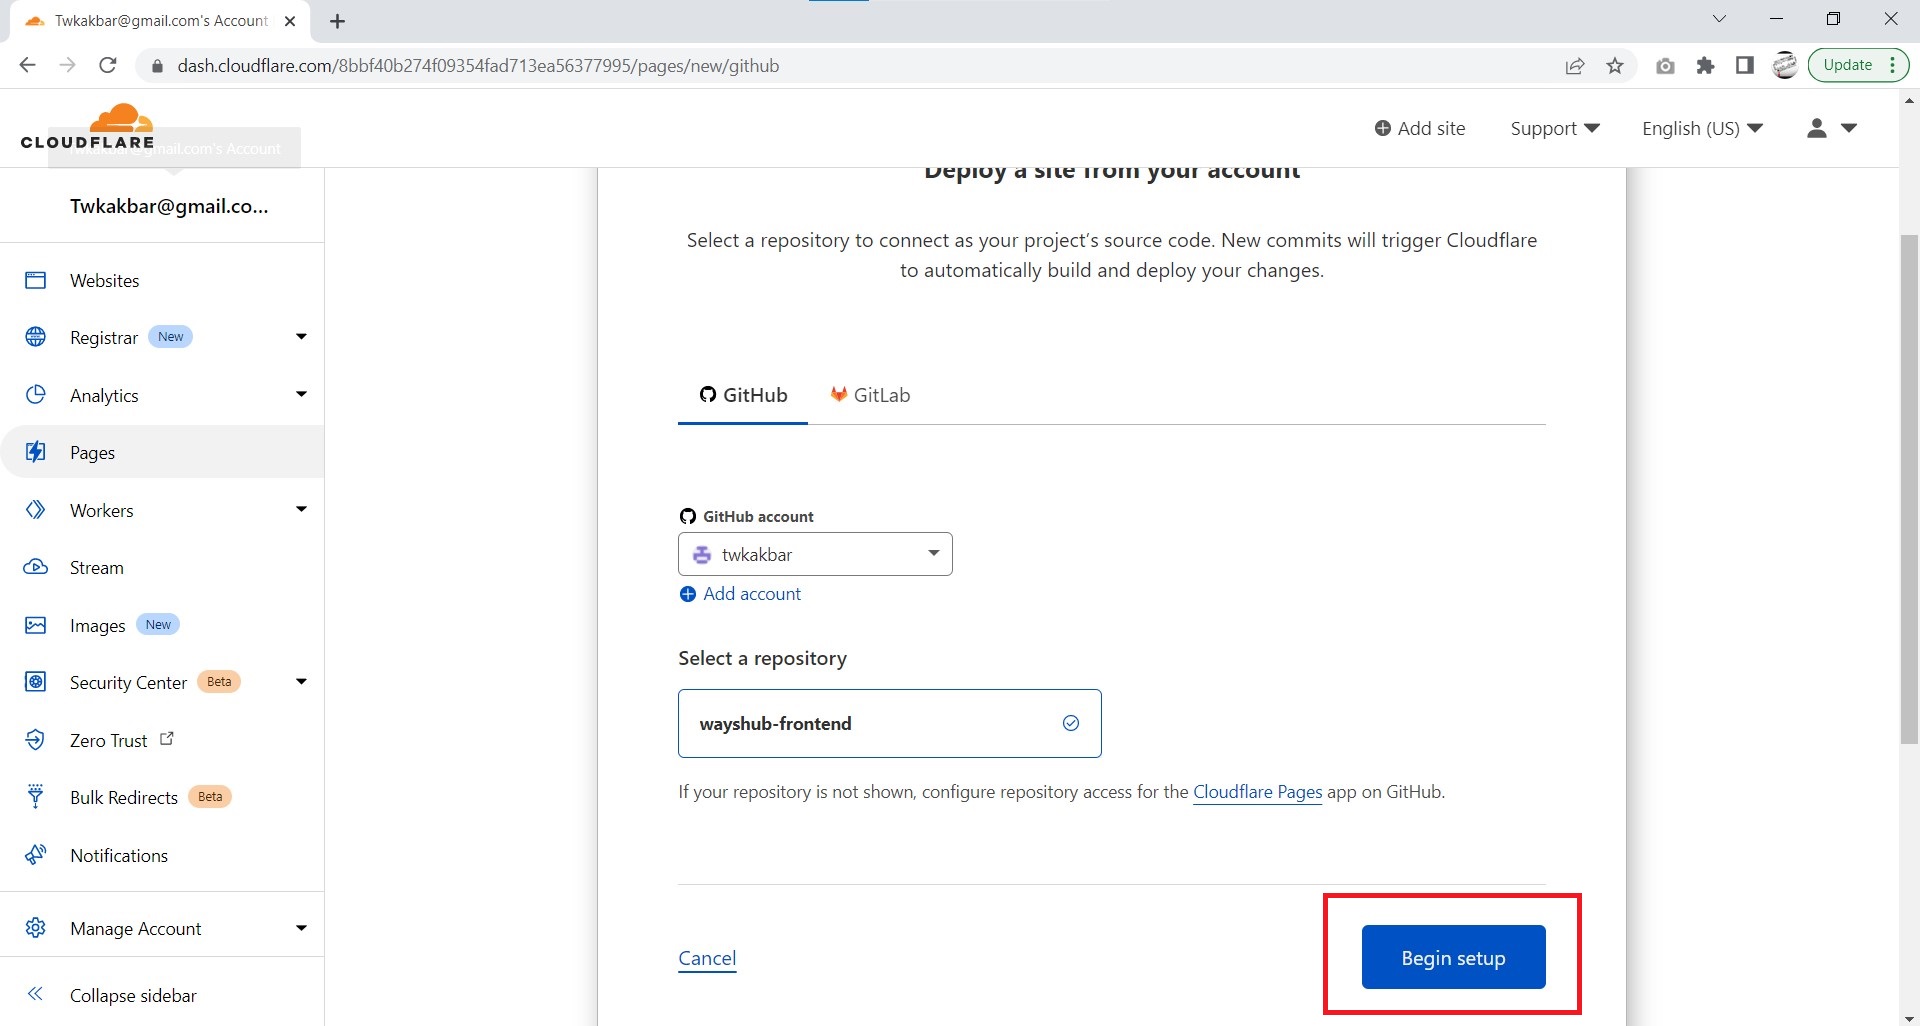 Twkakbar@gmail.com's Account
dash.cloudflare.com/8bbf40b274f09354fad713ea56377995/pages/new/github
Update
CLOUDFLARE
Twkakbar@gmail.com's Account
Add site
Support
English (US)
Twkakbar@gmail.co...
Websites
Registrar New
Analytics
Pages
Workers
Stream
Images New
Security Center Beta
Zero Trust
Bulk Redirects Beta
Notifications
Manage Account
Collapse sidebar
Deploy a site from your account
Select a repository to connect as your project’s source code. New commits will trigger Cloudflare
to automatically build and deploy your changes.
GitHub
GitLab
GitHub account
twkakbar
Add account
Select a repository
wayshub-frontend
If your repository is not shown, configure repository access for the Cloudflare Pages app on GitHub.
Cancel
Begin setup